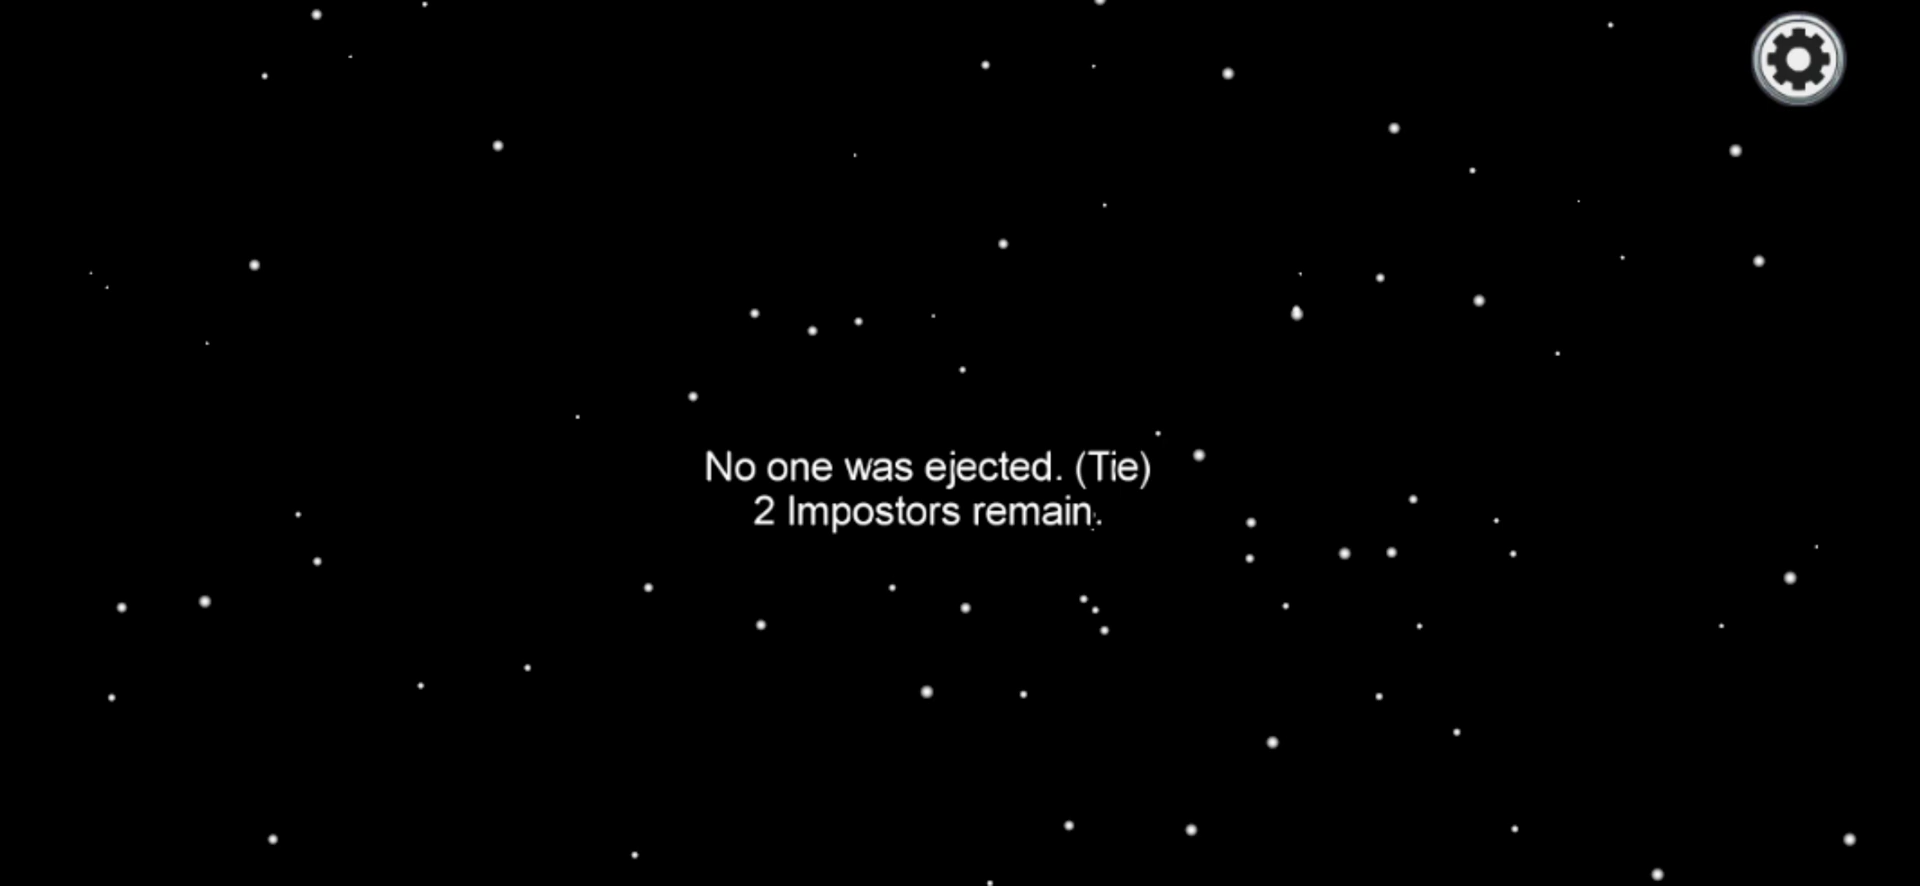 No one was ejected. (Tie)
2 Impostors remain.